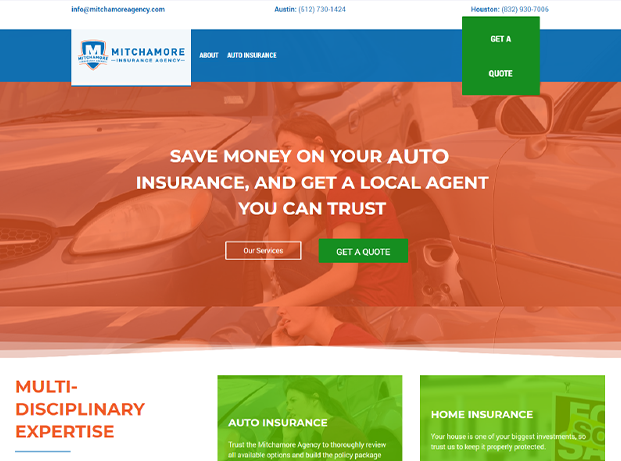 info@mitchamoreagency.com
Austin: (512) 730-1424
Houston: (832) 930-7006
MITCHAMORE
INSURANCE AGENCY
MITCHAMORE
ABOUT
AUTO INSURANCE
GET A
QUOTE
SAVE MONEY ON YOUR AUTO
INSURANCE, AND GET A LOCAL AGENT
YOU CAN TRUST
Our Services
GET A QUOTE
MULTI-
DISCIPLINARY
EXPERTISE
AUTO INSURANCE
Trust the Mitchamore Agency to thoroughly review
all available options and build the policy package
HOME INSURANCE
Your house is one of your biggest investments, so
trust us to keep it properly protected.